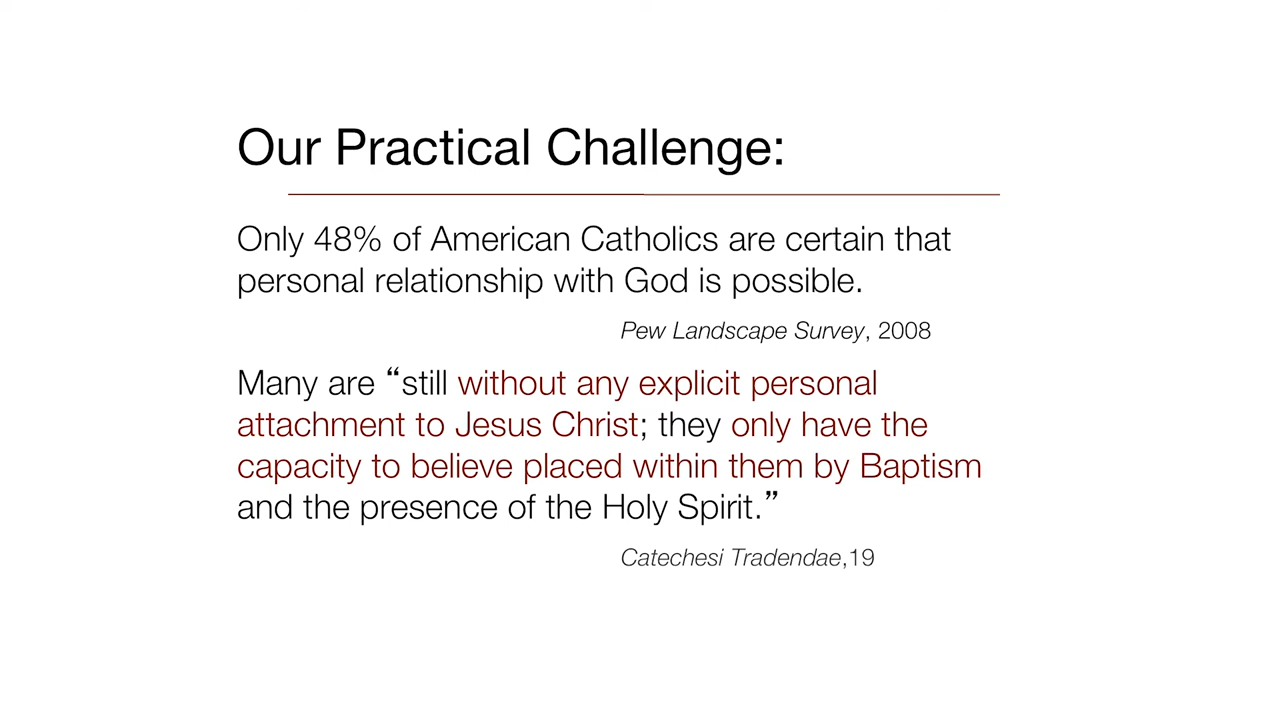 Our Practical Challenge:
Only 48% of American Catholics are certain that
personal relationship with God is possible.
Pew Landscape Survey, 2008
Many are “still without any explicit personal
attachment to Jesus Christ; they only have the
capacity to believe placed within them by Baptism
and the presence of the Holy Spirit.”
Catechesi Tradendae,19